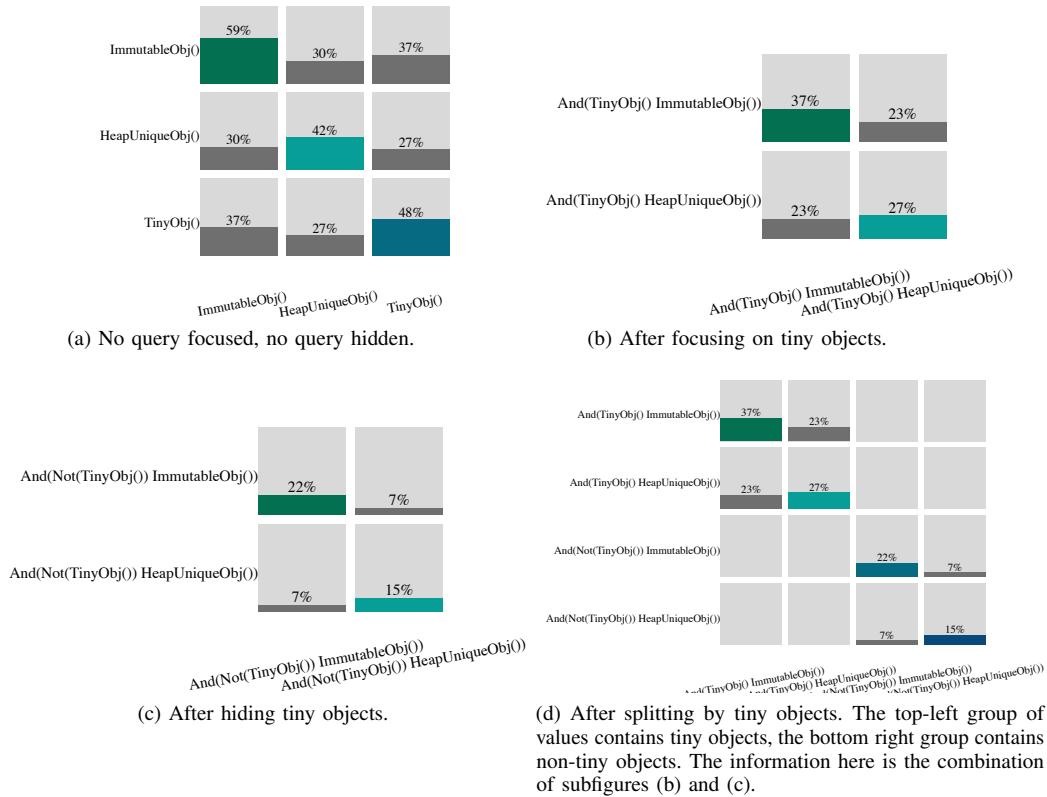 59%
ImmutableObj()
30%
37%
HeapUniqueObj()
30%
42%
27%
TinyObj()
37%
27%
48%
ImmutableObj()
HeapUniqueObj()
TinyObj()
(a) No query focused, no query hidden.
And(TinyObj() ImmutableObj())
37%
23%
And(TinyObj() HeapUniqueObj())
23%
27%
And(TinyObj() ImmutableObj())
And(TinyObj() HeapUniqueObj())
(b) After focusing on tiny objects.
And(Not(TinyObj()) ImmutableObj())
22%
7%
And(Not(TinyObj()) HeapUniqueObj())
7%
15%
And(Not(TinyObj()) ImmutableObj())
And(Not(TinyObj()) HeapUniqueObj())
(c) After hiding tiny objects.
And(TinyObj() ImmutableObj())
37%
23%
And(TinyObj() HeapUniqueObj())
23%
27%
And(Not(TinyObj()) ImmutableObj())
22%
7%
And(Not(TinyObj()) HeapUniqueObj())
7%
15%
And(TinyObj() ImmutableObj())
HeapUniqueObj())
ImmutableObj())
HeapUniqueObj())
(d) After splitting by tiny objects. The top-left group of
values contains tiny objects, the bottom right group contains
non-tiny objects. The information here is the combination
of subfigures (b) and (c).